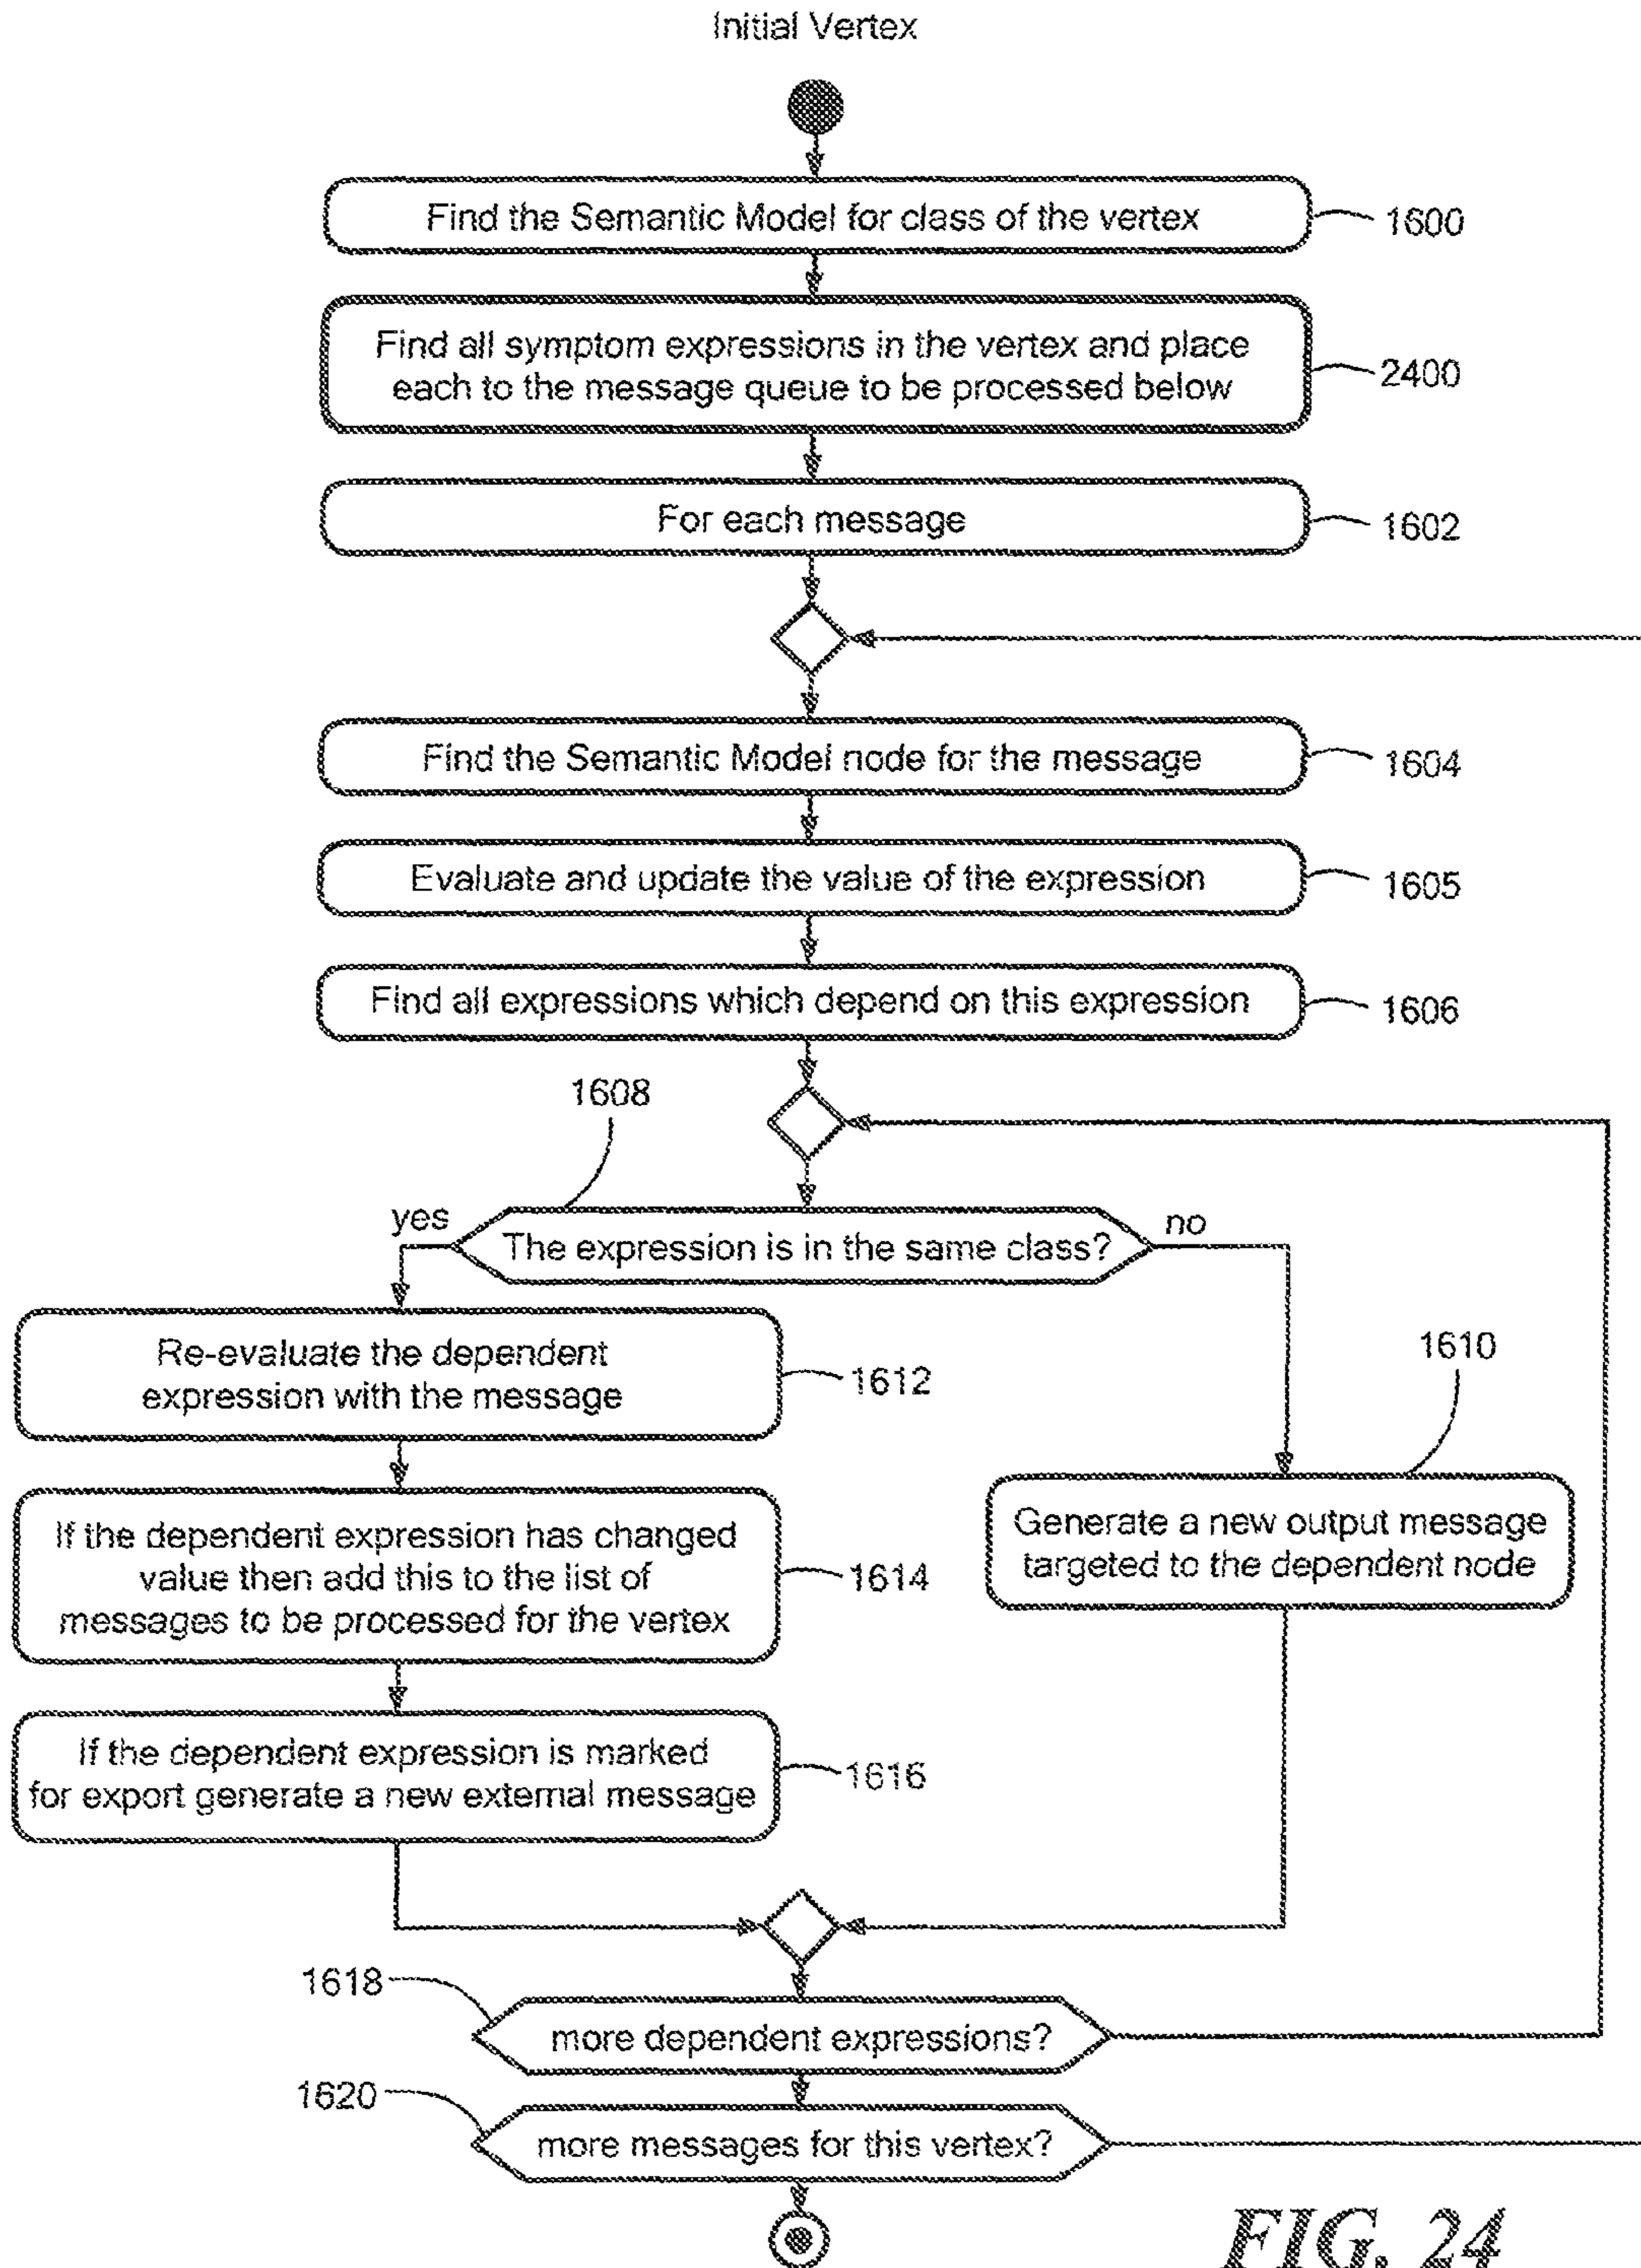 Initial Vertex
Find the Semantic Model for class of the vertex
1600
Find all symptom expressions in the vertex and place
each to the message queue to be processed below
2400
For each message
1602
Find the Semantic Model node for the message
1604
Evaluate and update the value of the expression
1605
Find all expressions which depend on this expression
1606
1608
yes
The expression is in the same class?
no
Re-evaluate the dependent
expression with the message
1612
1610
Generate a new output message
targeted to the dependent node
If the dependent expression has changed
value then add this to the list of
messages to be processed for the vertex
1614
If the dependent expression is marked
for export generate a new external message
1616
1618
more dependent expressions?
1620
more messages for this vertex?
FIG. 24